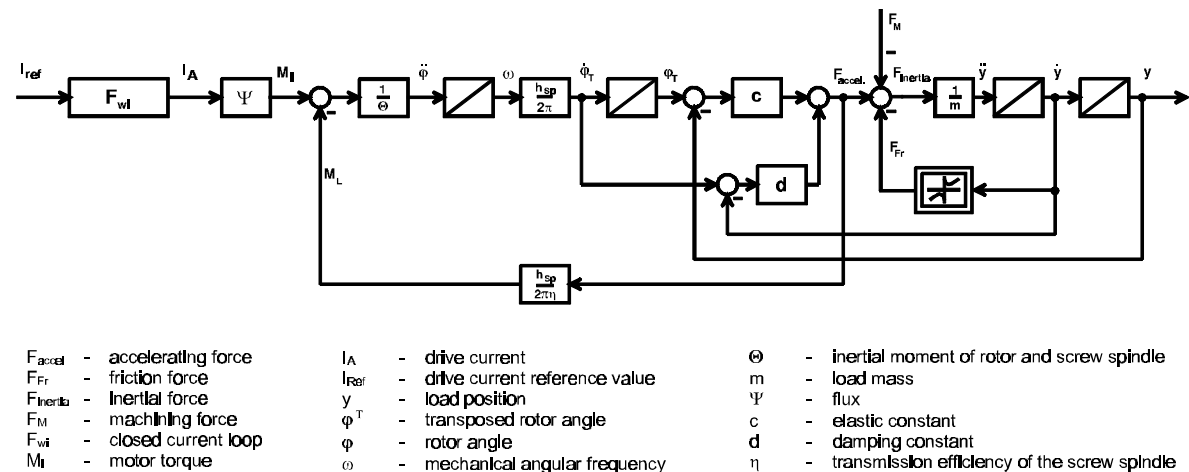 F_M
I_ref
I_A
M_I
φ̈
ω
φ̇_T
φ_T
F_accel.
F_Inertia
ÿ
ẏ
y
F_wi
Ψ
1/Θ
h_Sp/2π
c
1/m
F_Fr
M_L
d
h_Sp/2πη
F_accel - accelerating force
F_Fr - friction force
F_Inertia - inertial force
F_M - machining force
F_wi - closed current loop
M_I - motor torque
I_A - drive current
I_Ref - drive current reference value
y - load position
φ^T - transposed rotor angle
φ - rotor angle
ω - mechanical angular frequency
Θ - inertial moment of rotor and screw spindle
m - load mass
Ψ - flux
c - elastic constant
d - damping constant
η - transmission efficiency of the screw spindle